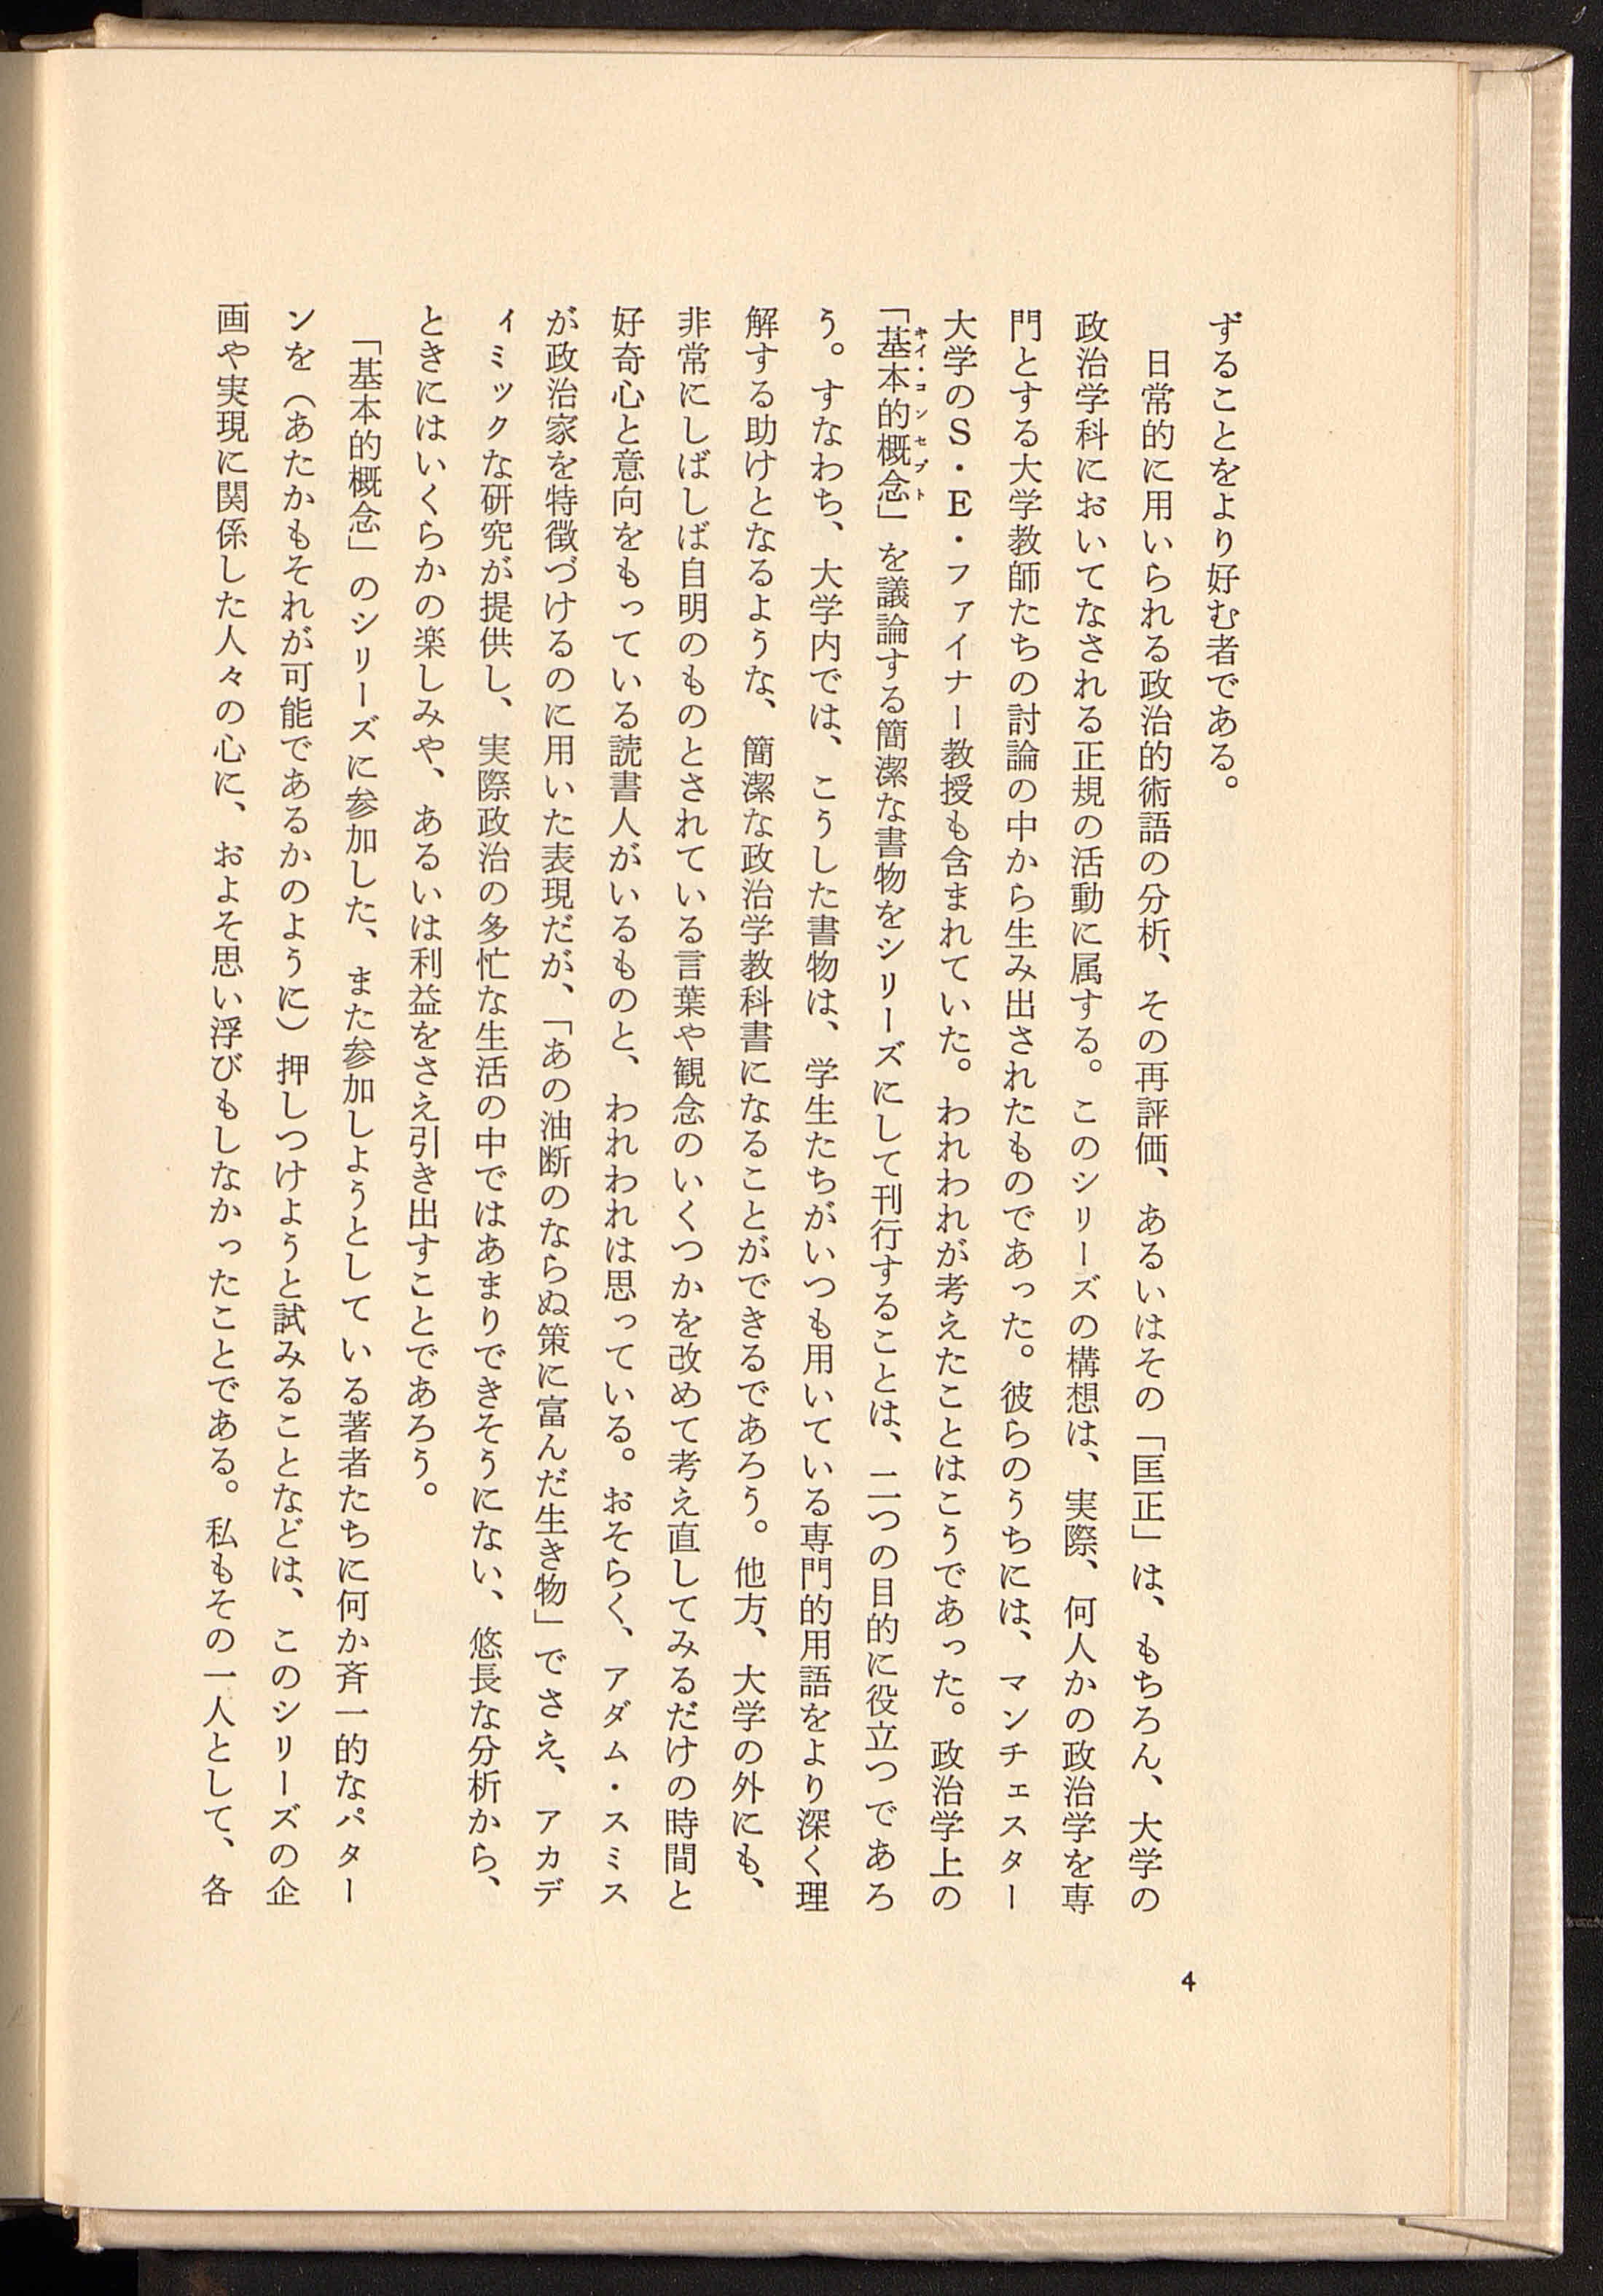 ずることをより好む者である。
日常的に用いられる政治的術語の分析、その再評価、あるいはその「匡正」は、もちろん、大学の
政治学科においてなされる正規の活動に属する。このシリーズの構想は、実際、何人かの政治学を専
門とする大学教師たちの討論の中から生み出されたものであった。彼らのうちには、マンチェスター
大学のS・E・ファイナー教授も含まれていた。われわれが考えたことはこうであった。政治学上の
キイ・コンセプト
「基本的概念」を議論する簡潔な書物をシリーズにして刊行することは、二つの目的に役立つであろ
う。すなわち、大学内では、こうした書物は、学生たちがいつも用いている専門的用語をより深く理
解する助けとなるような、簡潔な政治学教科書になることができるであろう。他方、大学の外にも、
非常にしばしば自明のものとされている言葉や観念のいくつかを改めて考え直してみるだけの時間と
好奇心と意向をもっている読書人がいるものと、われわれは思っている。おそらく、アダム・スミス
が政治家を特徴づけるのに用いた表現だが、「あの油断のならぬ策に富んだ生き物」でさえ、アカデ
ィミックな研究が提供し、実際政治の多忙な生活の中ではあまりできそうにない、悠長な分析から、
ときにはいくらかの楽しみや、あるいは利益をさえ引き出すことであろう。
「基本的概念」のシリーズに参加した、また参加しようとしている著者たちに何か斉一的なパター
ンを（あたかもそれが可能であるかのように）押しつけようと試みることなどは、このシリーズの企
画や実現に関係した人々の心に、およそ思い浮びもしなかったことである。私もその一人として、各
4